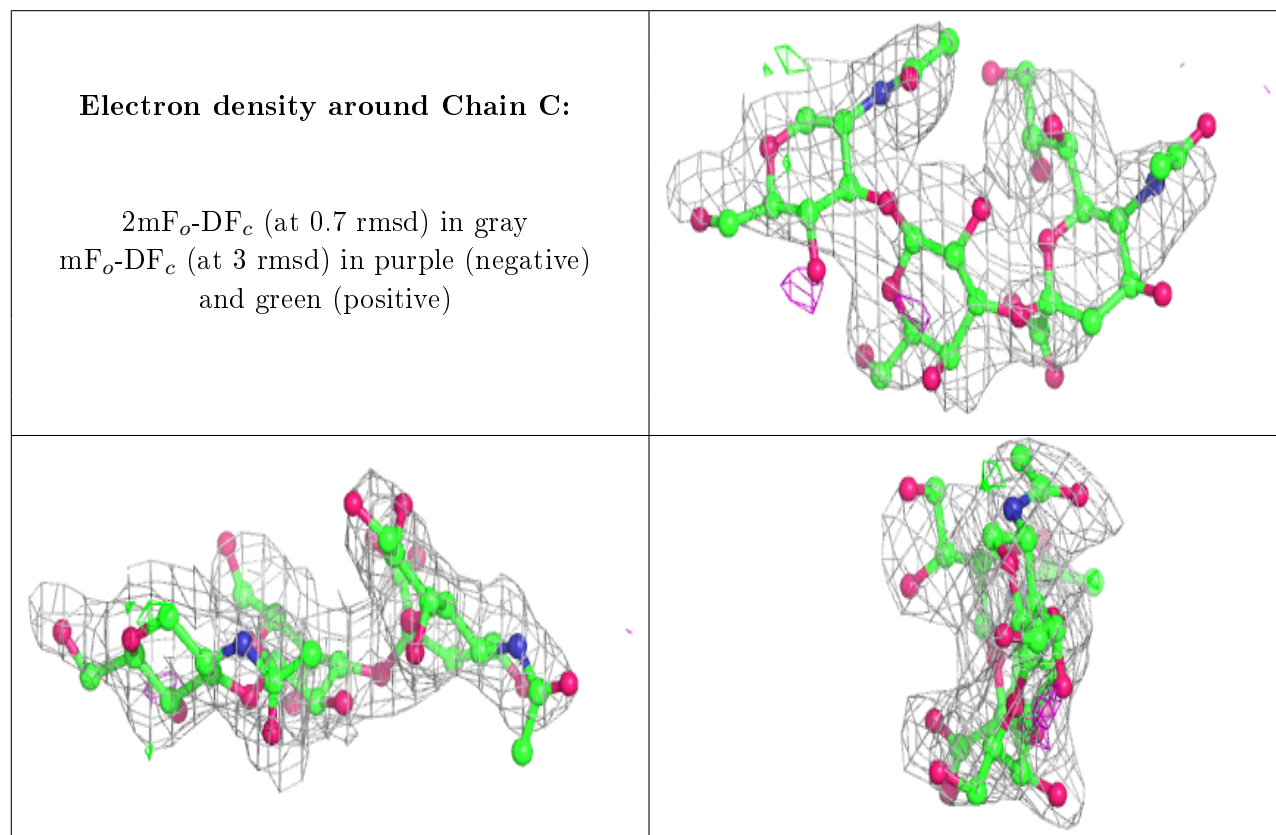 Electron density around Chain C:
2mFₒ-DF𝒸 (at 0.7 rmsd) in gray
mFₒ-DF𝒸 (at 3 rmsd) in purple (negative)
and green (positive)